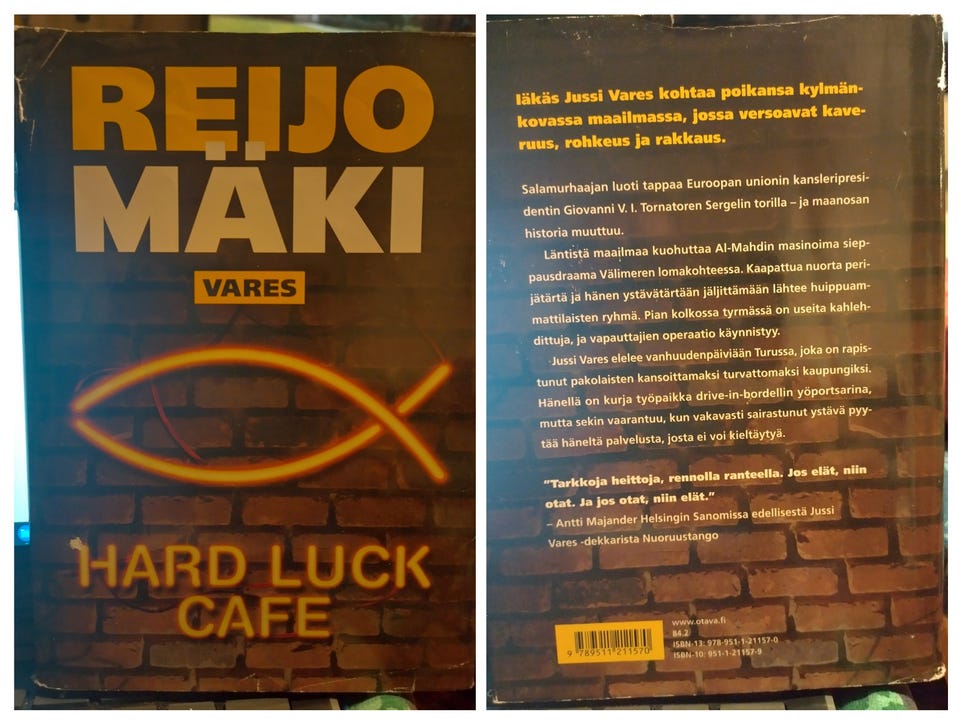 REIJO
MÄKI
VARES
HARD LUCK
CAFE
Iäkäs Jussi Vares kohtaa poikansa kylmän-
kovassa maailmassa, jossa versoavat kave-
ruus, rohkeus ja rakkaus.
Salamurhaajan luoti tappaa Euroopan unionin kansleripresi-
dentin Giovanni V. I. Tornatoren Sergelin torilla – ja maanosan
historia muuttuu.
Läntistä maailmaa kuohuttaa Al-Mahdin masinoima siep-
pausdraama Välimeren lomakohteessa. Kaapattua nuorta peri-
jätärtä ja hänen ystävätärtään jäljittämään lähtee huippuam-
mattilaisten ryhmä. Pian kolkossa tyrmässä on useita kahleh-
dittuja, ja vapauttajien operaatio käynnistyy.
Jussi Vares elelee vanhuudenpäiviään Turussa, joka on rapis-
tunut pakolaisten kansoittamaksi turvattomaksi kaupungiksi.
Hänellä on kurja työpaikka drive-in-bordellin yöportsarina,
mutta sekin vaarantuu, kun vakavasti sairastunut ystävä pyy-
tää häneltä palvelusta, josta ei voi kieltäytyä.
”Tarkkoja heittoja, rennolla ranteella. Jos elät, niin
otat. Ja jos otat, niin elät.”
– Antti Majander Helsingin Sanomissa edellisestä Jussi
Vares -dekkarista Nuoruustango
www.otava.fi
84.2
ISBN-13: 978-951-1-21157-0
ISBN-10: 951-1-21157-9
9 789511 211570